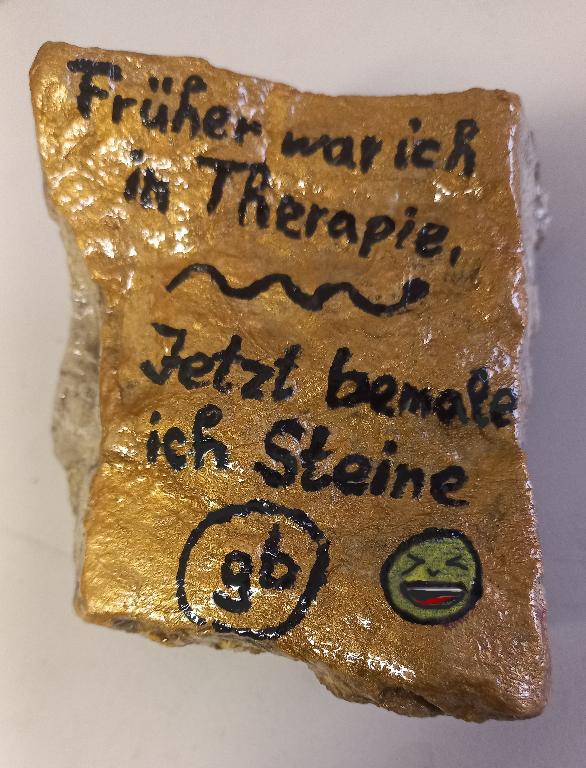 Früher war ich
in Therapie,
Jetzt bemale
ich Steine
gb